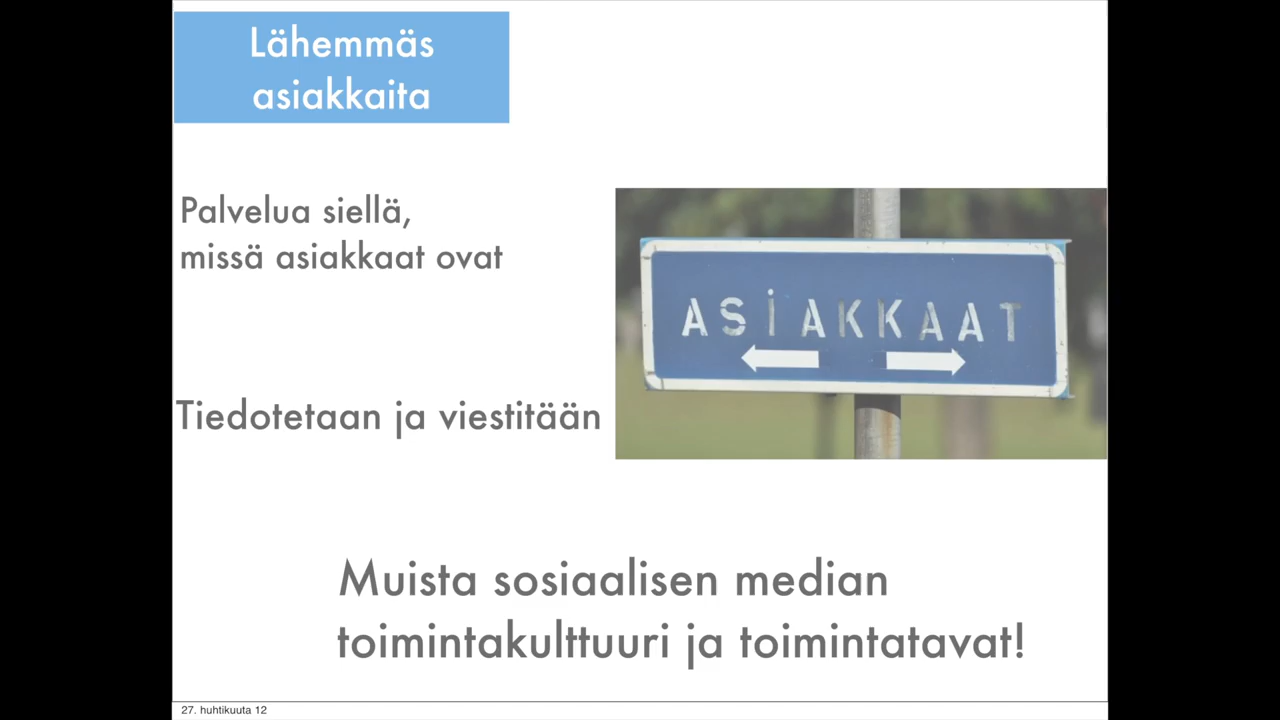 Lähemmäs
asiakkaita
Palvelua siellä,
missä asiakkaat ovat
ASiAKKAAT
Tiedotetaan ja viestitään
Muista sosiaalisen median
toimintakulttuuri ja toimintatavat!
27. huhtikuuta 12